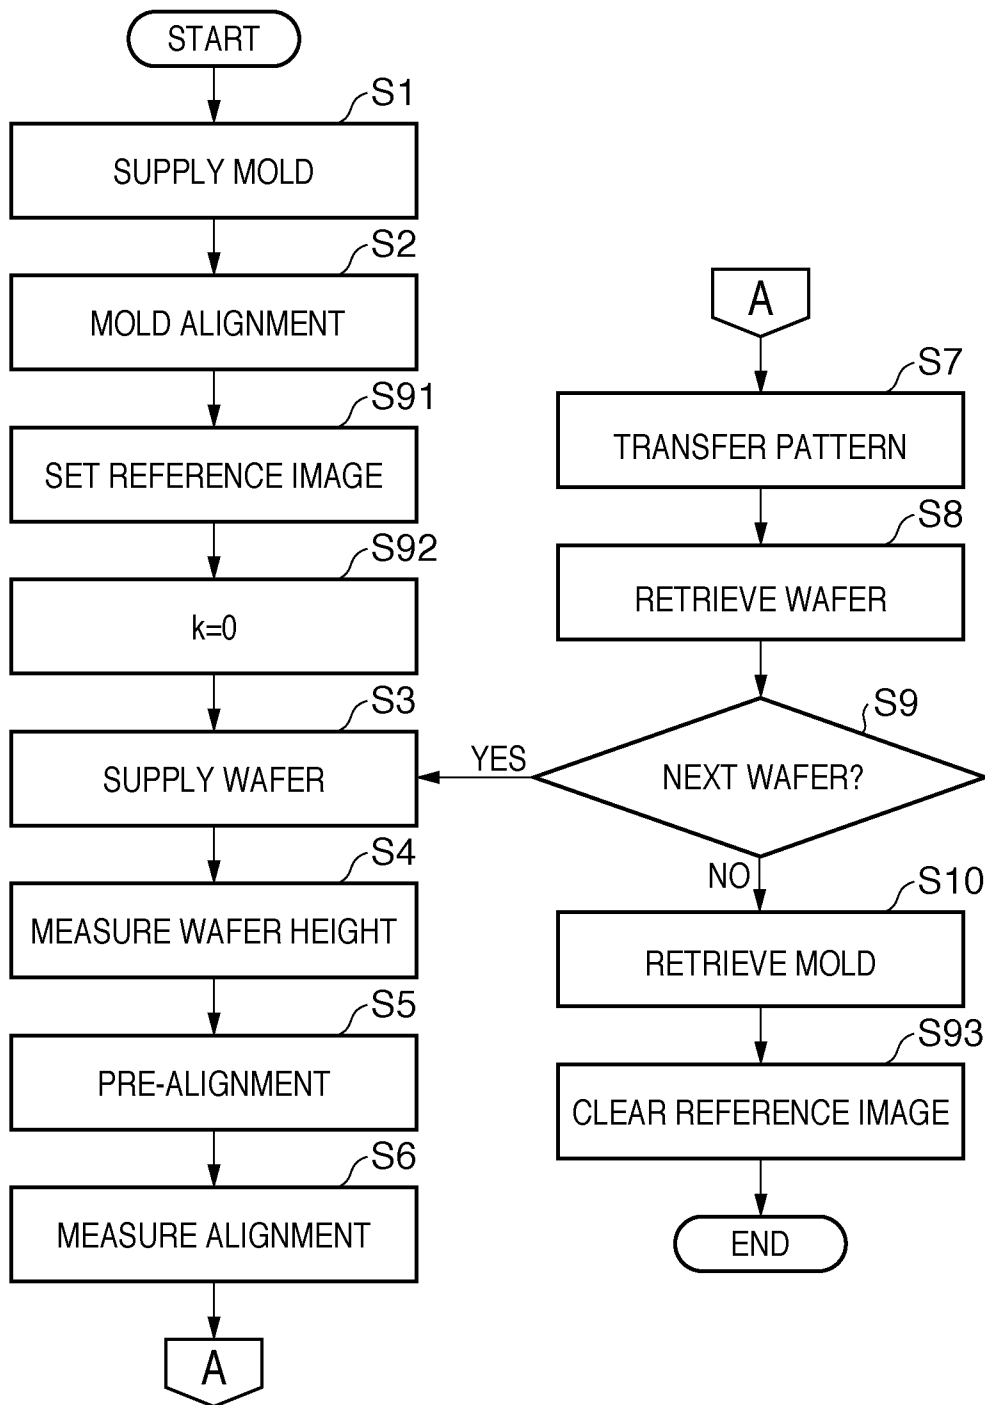 START
S1
SUPPLY MOLD
S2
MOLD ALIGNMENT
S91
SET REFERENCE IMAGE
S92
k=0
S3
SUPPLY WAFER
S4
MEASURE WAFER HEIGHT
S5
PRE-ALIGNMENT
S6
MEASURE ALIGNMENT
A
A
S7
TRANSFER PATTERN
S8
RETRIEVE WAFER
S9
NEXT WAFER?
YES
NO
S10
RETRIEVE MOLD
S93
CLEAR REFERENCE IMAGE
END